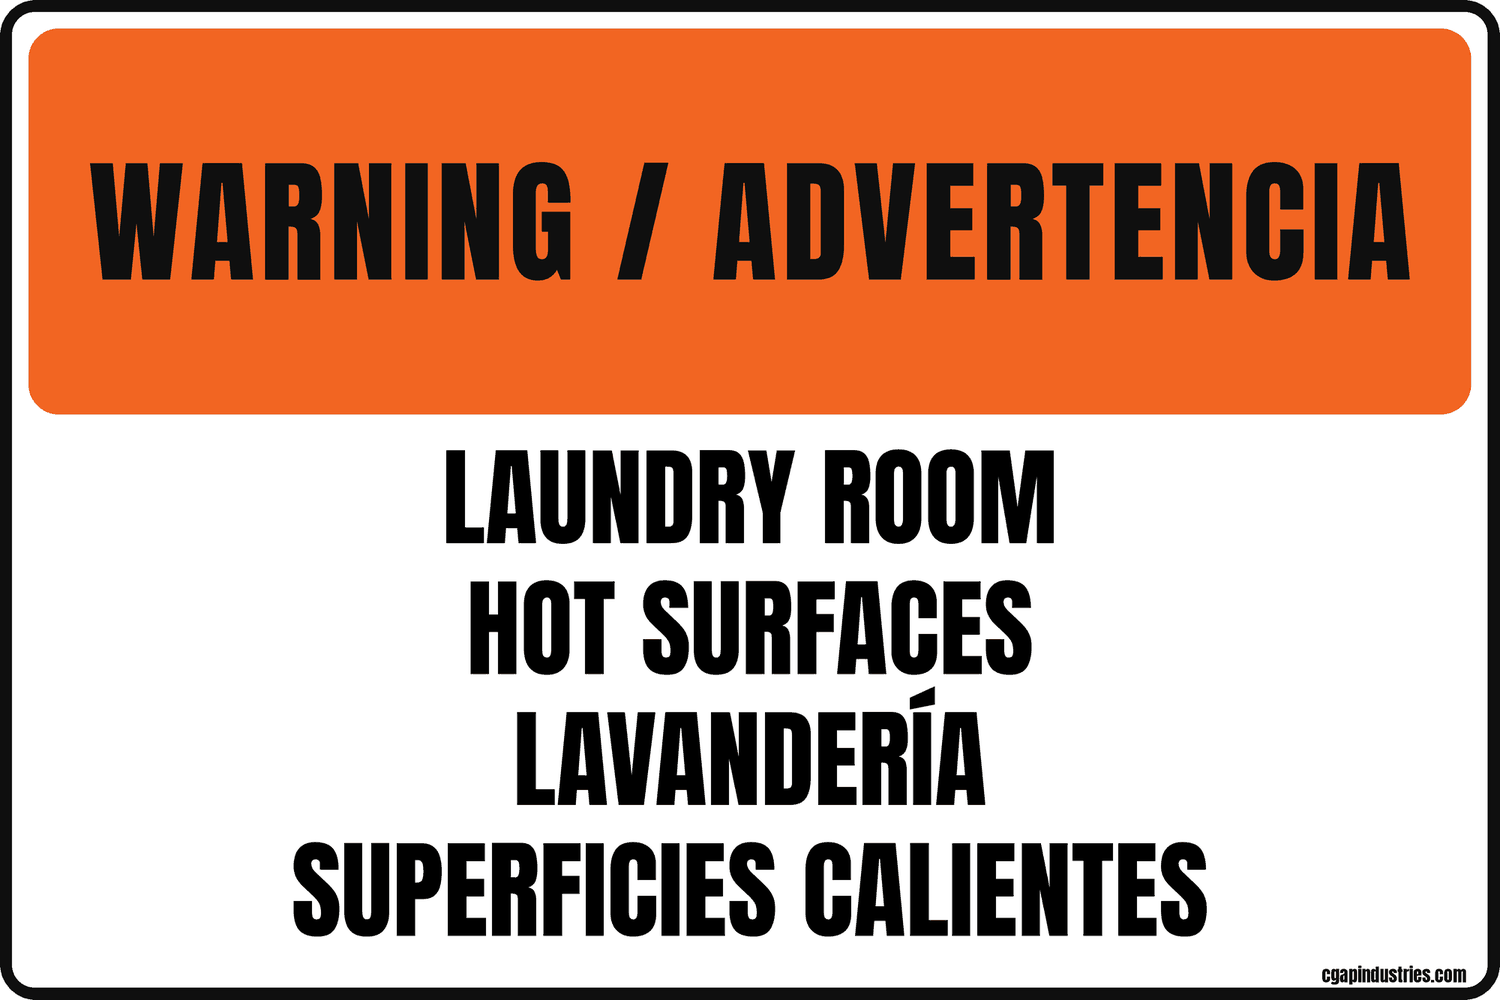 WARNING / ADVERTENCIA
LAUNDRY ROOM
HOT SURFACES
LAVANDERÍA
SUPERFICIES CALIENTES
cgapindustries.com